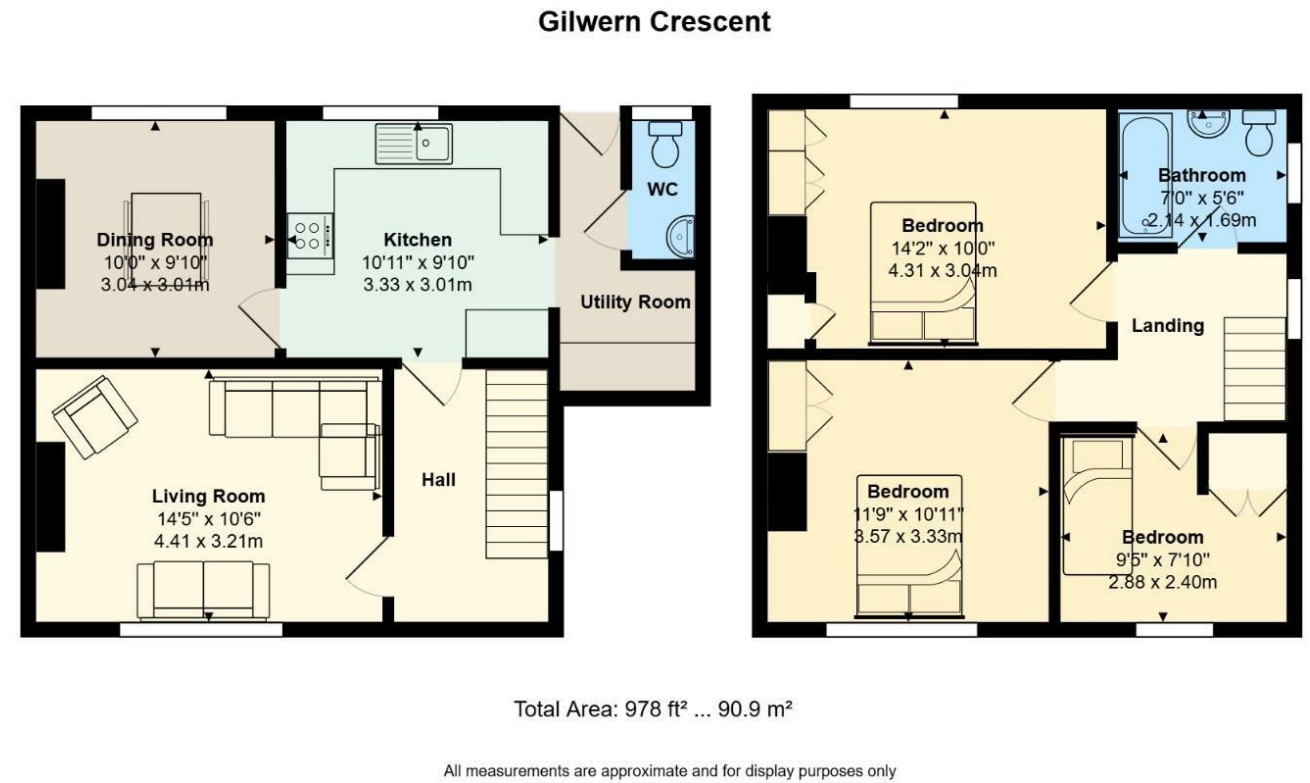 Gilwern Crescent
Dining Room
10'0" x 9'10"
3.04 x 3.01m
Kitchen
10'11" x 9'10"
3.33 x 3.01m
WC
Utility Room
Living Room
14'5" x 10'6"
4.41 x 3.21m
Hall
Bedroom
14'2" x 10'0"
4.31 x 3.04m
Bathroom
7'0" x 5'6"
2.14 x 1.69m
Landing
Bedroom
11'9" x 10'11"
3.57 x 3.33m
Bedroom
9'5" x 7'10"
2.88 x 2.40m
Total Area: 978 ft² ... 90.9 m²
All measurements are approximate and for display purposes only